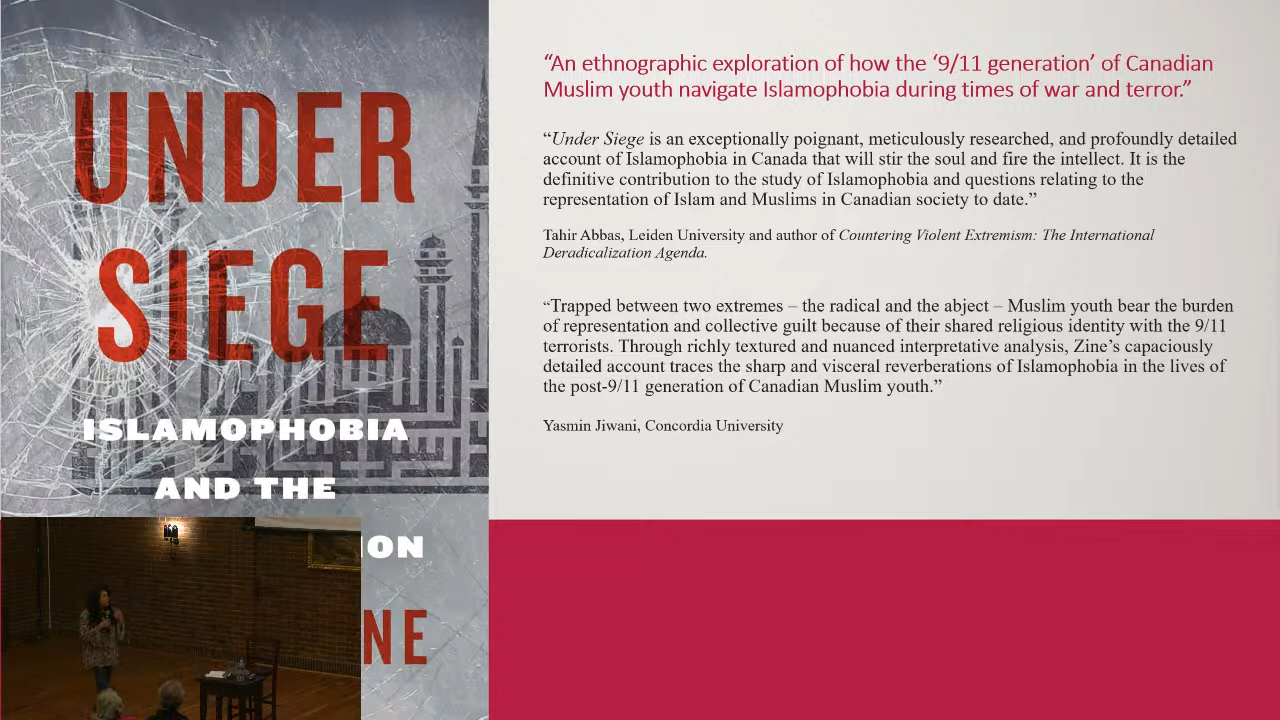 UNDER
SIEGE
ISLAMOPHOBIA
AND THE
ION
NE
“An ethnographic exploration of how the ‘9/11 generation’ of Canadian
Muslim youth navigate Islamophobia during times of war and terror.”
“Under Siege is an exceptionally poignant, meticulously researched, and profoundly detailed
account of Islamophobia in Canada that will stir the soul and fire the intellect. It is the
definitive contribution to the study of Islamophobia and questions relating to the
representation of Islam and Muslims in Canadian society to date.”
Tahir Abbas, Leiden University and author of Countering Violent Extremism: The International
Deradicalization Agenda.
“Trapped between two extremes – the radical and the abject – Muslim youth bear the burden
of representation and collective guilt because of their shared religious identity with the 9/11
terrorists. Through richly textured and nuanced interpretative analysis, Zine’s capaciously
detailed account traces the sharp and visceral reverberations of Islamophobia in the lives of
the post-9/11 generation of Canadian Muslim youth.”
Yasmin Jiwani, Concordia University